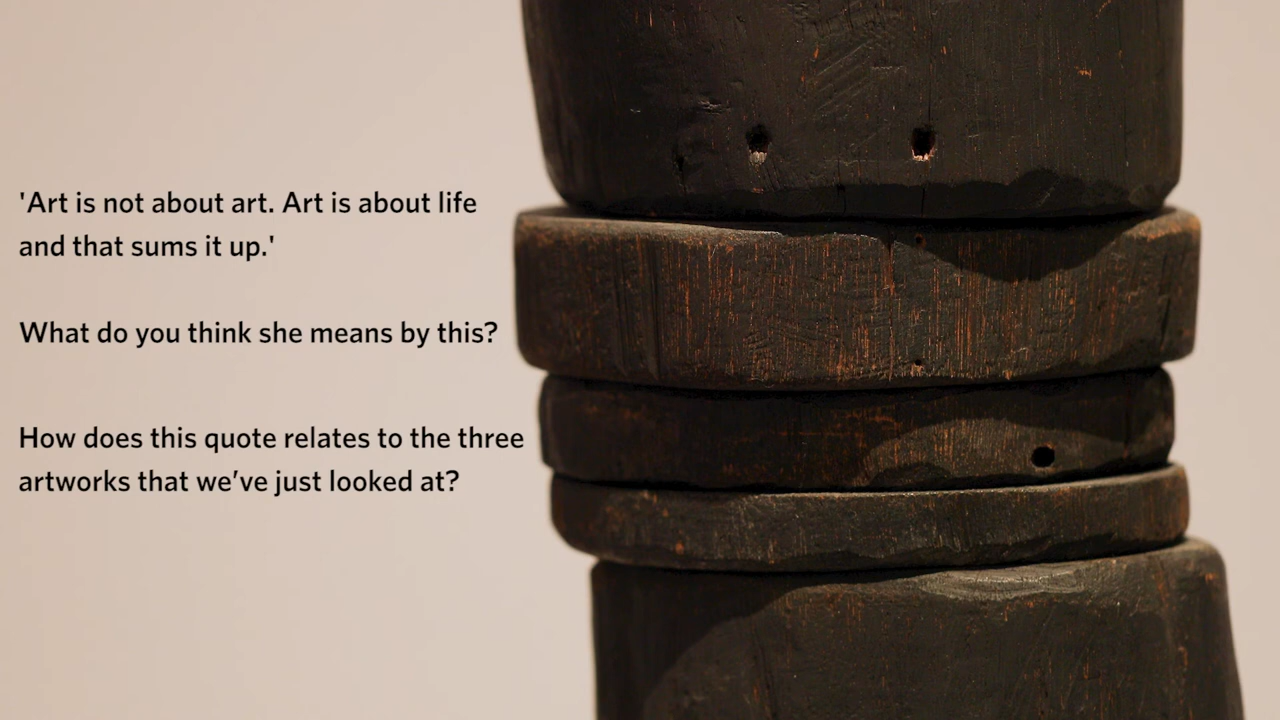 'Art is not about art. Art is about life
and that sums it up.'
What do you think she means by this?
How does this quote relates to the three
artworks that we’ve just looked at?